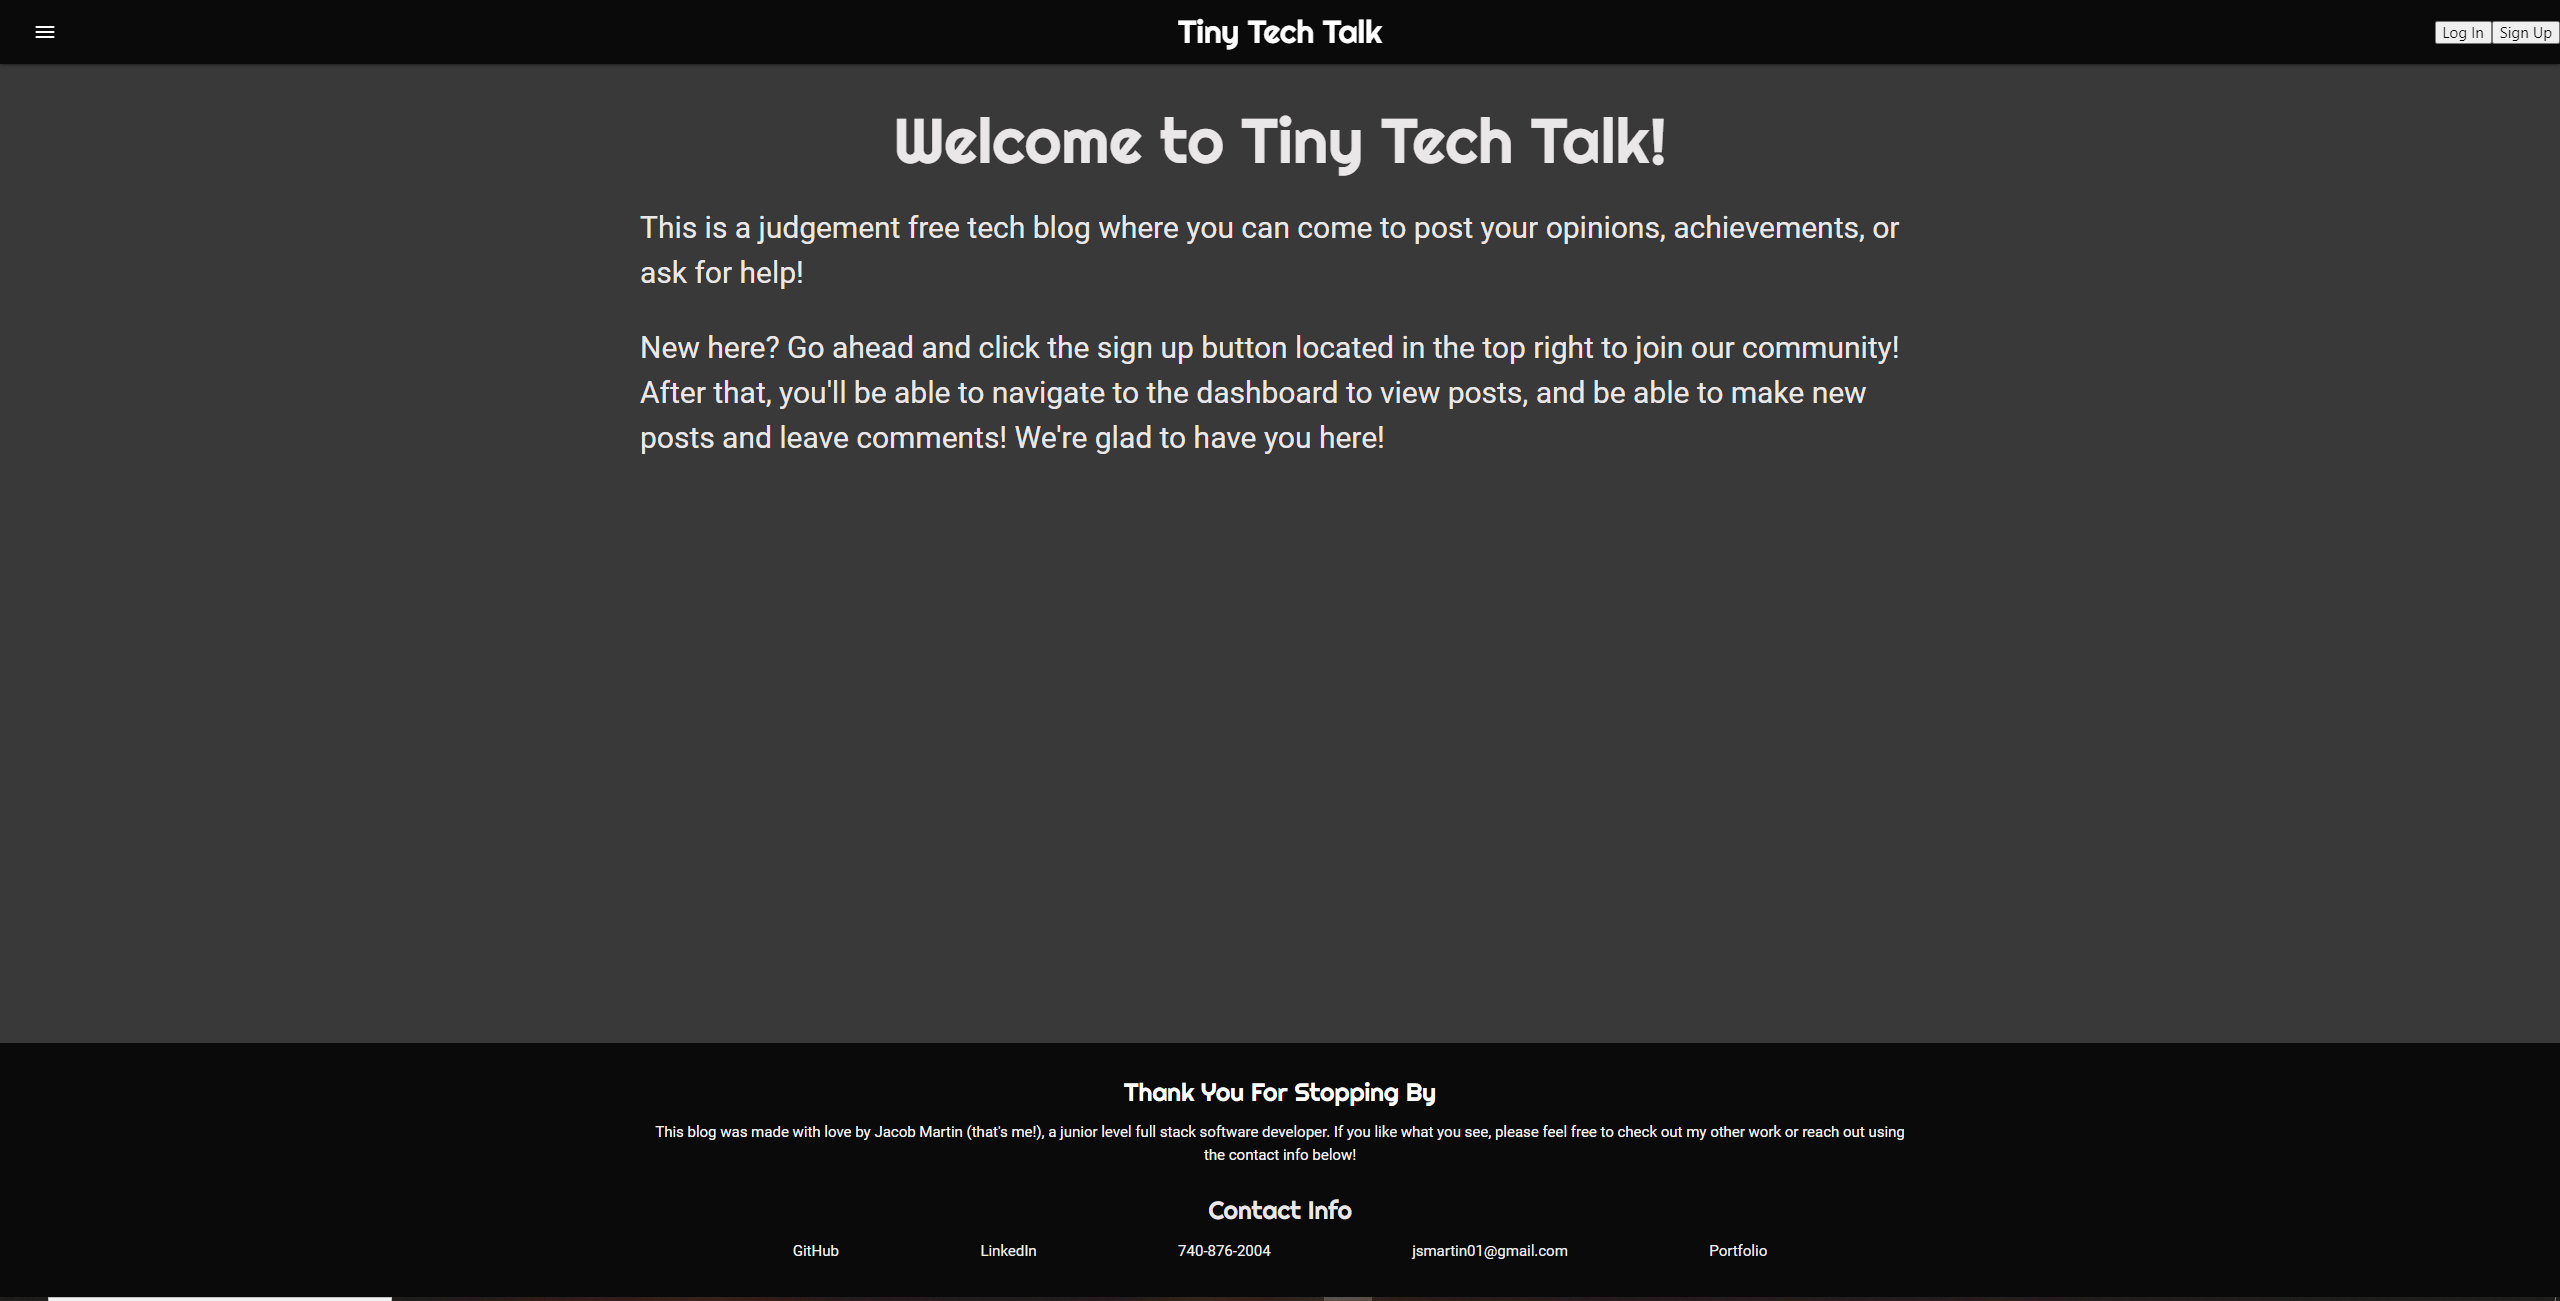 Tiny Tech Talk
Log In Sign Up
Welcome to Tiny Tech Talk!
This is a judgement free tech blog where you can come to post your opinions, achievements, or
ask for help!
New here? Go ahead and click the sign up button located in the top right to join our community!
After that, you'll be able to navigate to the dashboard to view posts, and be able to make new
posts and leave comments! We're glad to have you here!
Thank You For Stopping By
This blog was made with love by Jacob Martin (that's me!), a junior level full stack software developer. If you like what you see, please feel free to check out my other work or reach out using
the contact info below!
Contact Info
GitHub LinkedIn 740-876-2004 jsmartin01@gmail.com Portfolio